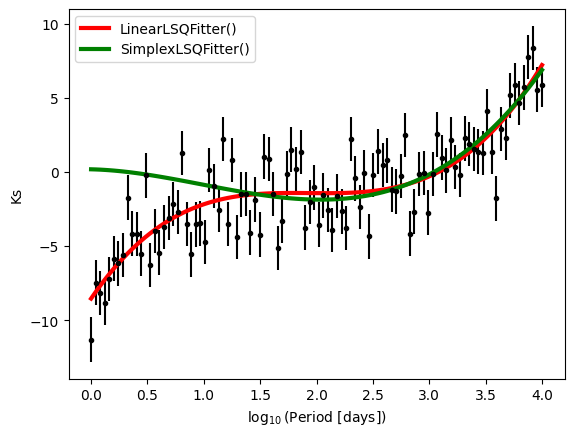 LinearLSQFitter()
SimplexLSQFitter()
10
5
0
−5
−10
Ks
0.0 0.5 1.0 1.5 2.0 2.5 3.0 3.5 4.0
log10(Period [days])